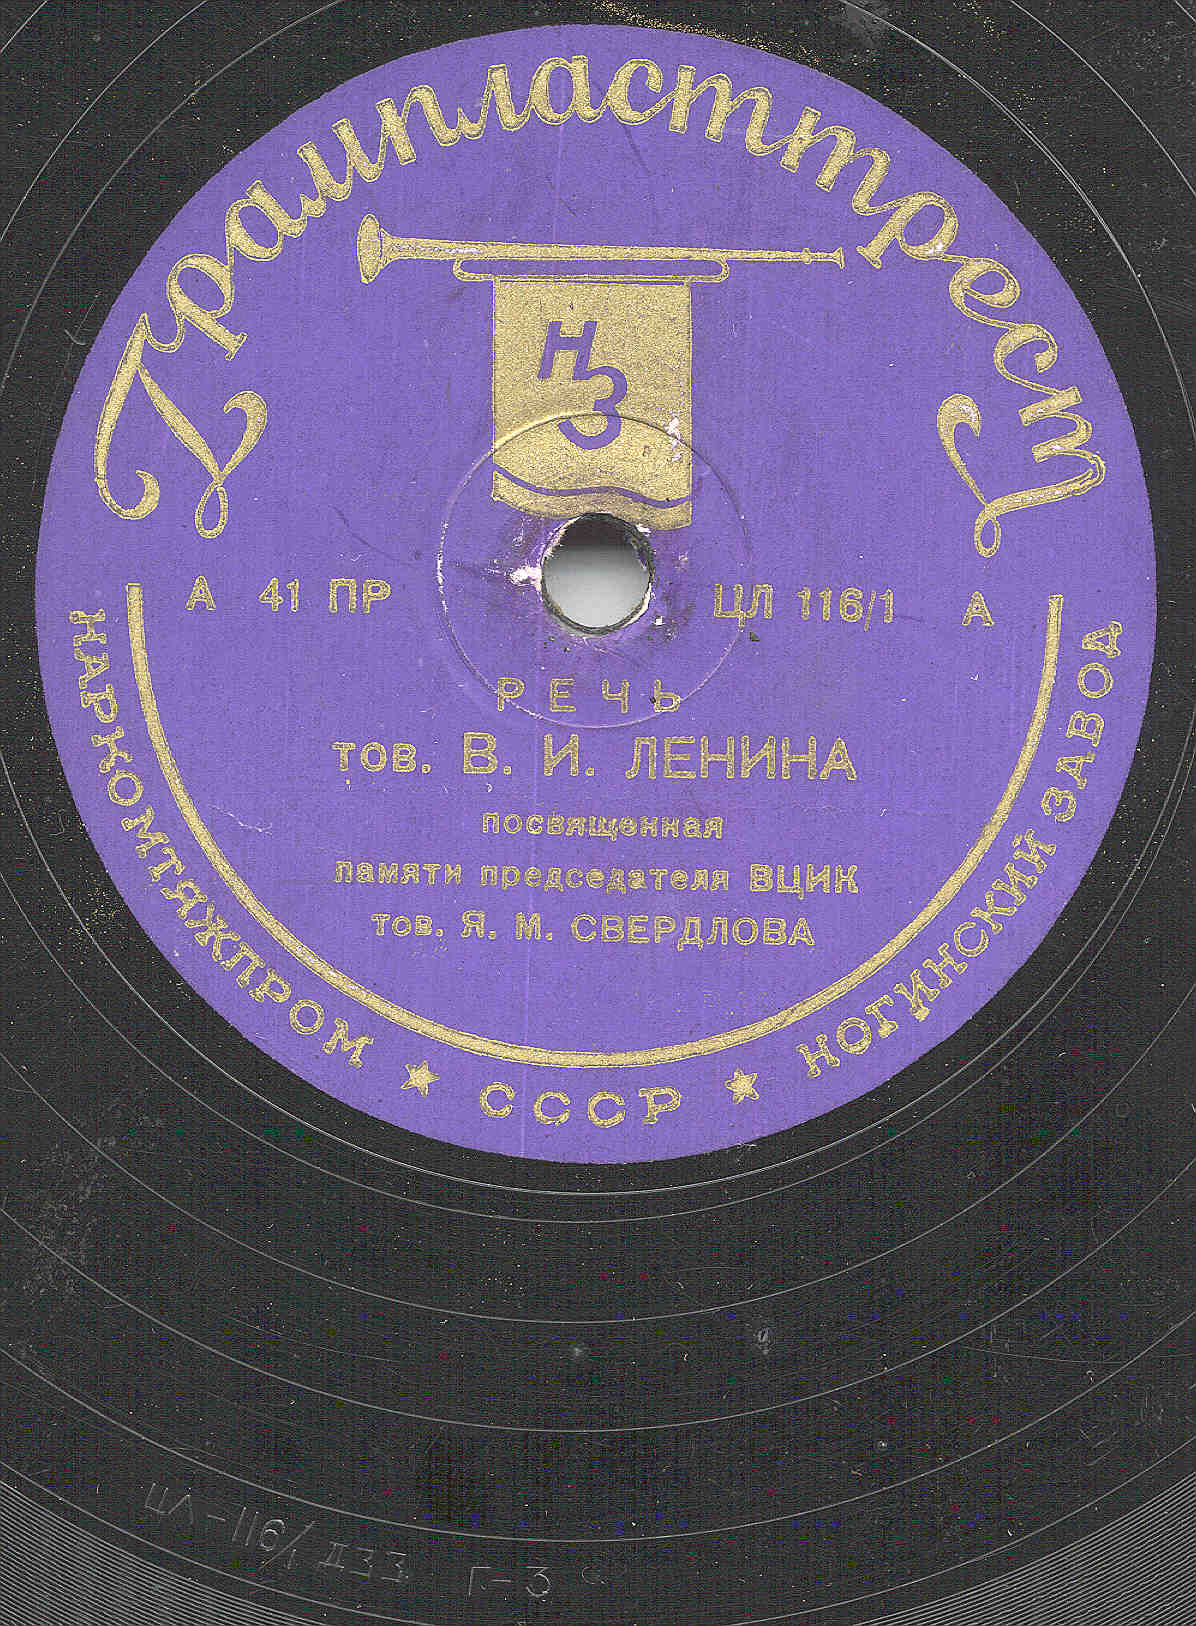 Грампласттрест
НЗ
А 41 ПР ЦЛ 116/1 А
РЕЧЬ
тов. В. И. ЛЕНИНА
посвященная
памяти председателя ВЦИК
тов. Я. М. СВЕРДЛОВА
НАРКОМТЯЖПРОМ ★ СССР ★ НОГИНСКИЙ ЗАВОД
ЦЛ-116/1 Д33 Г-3